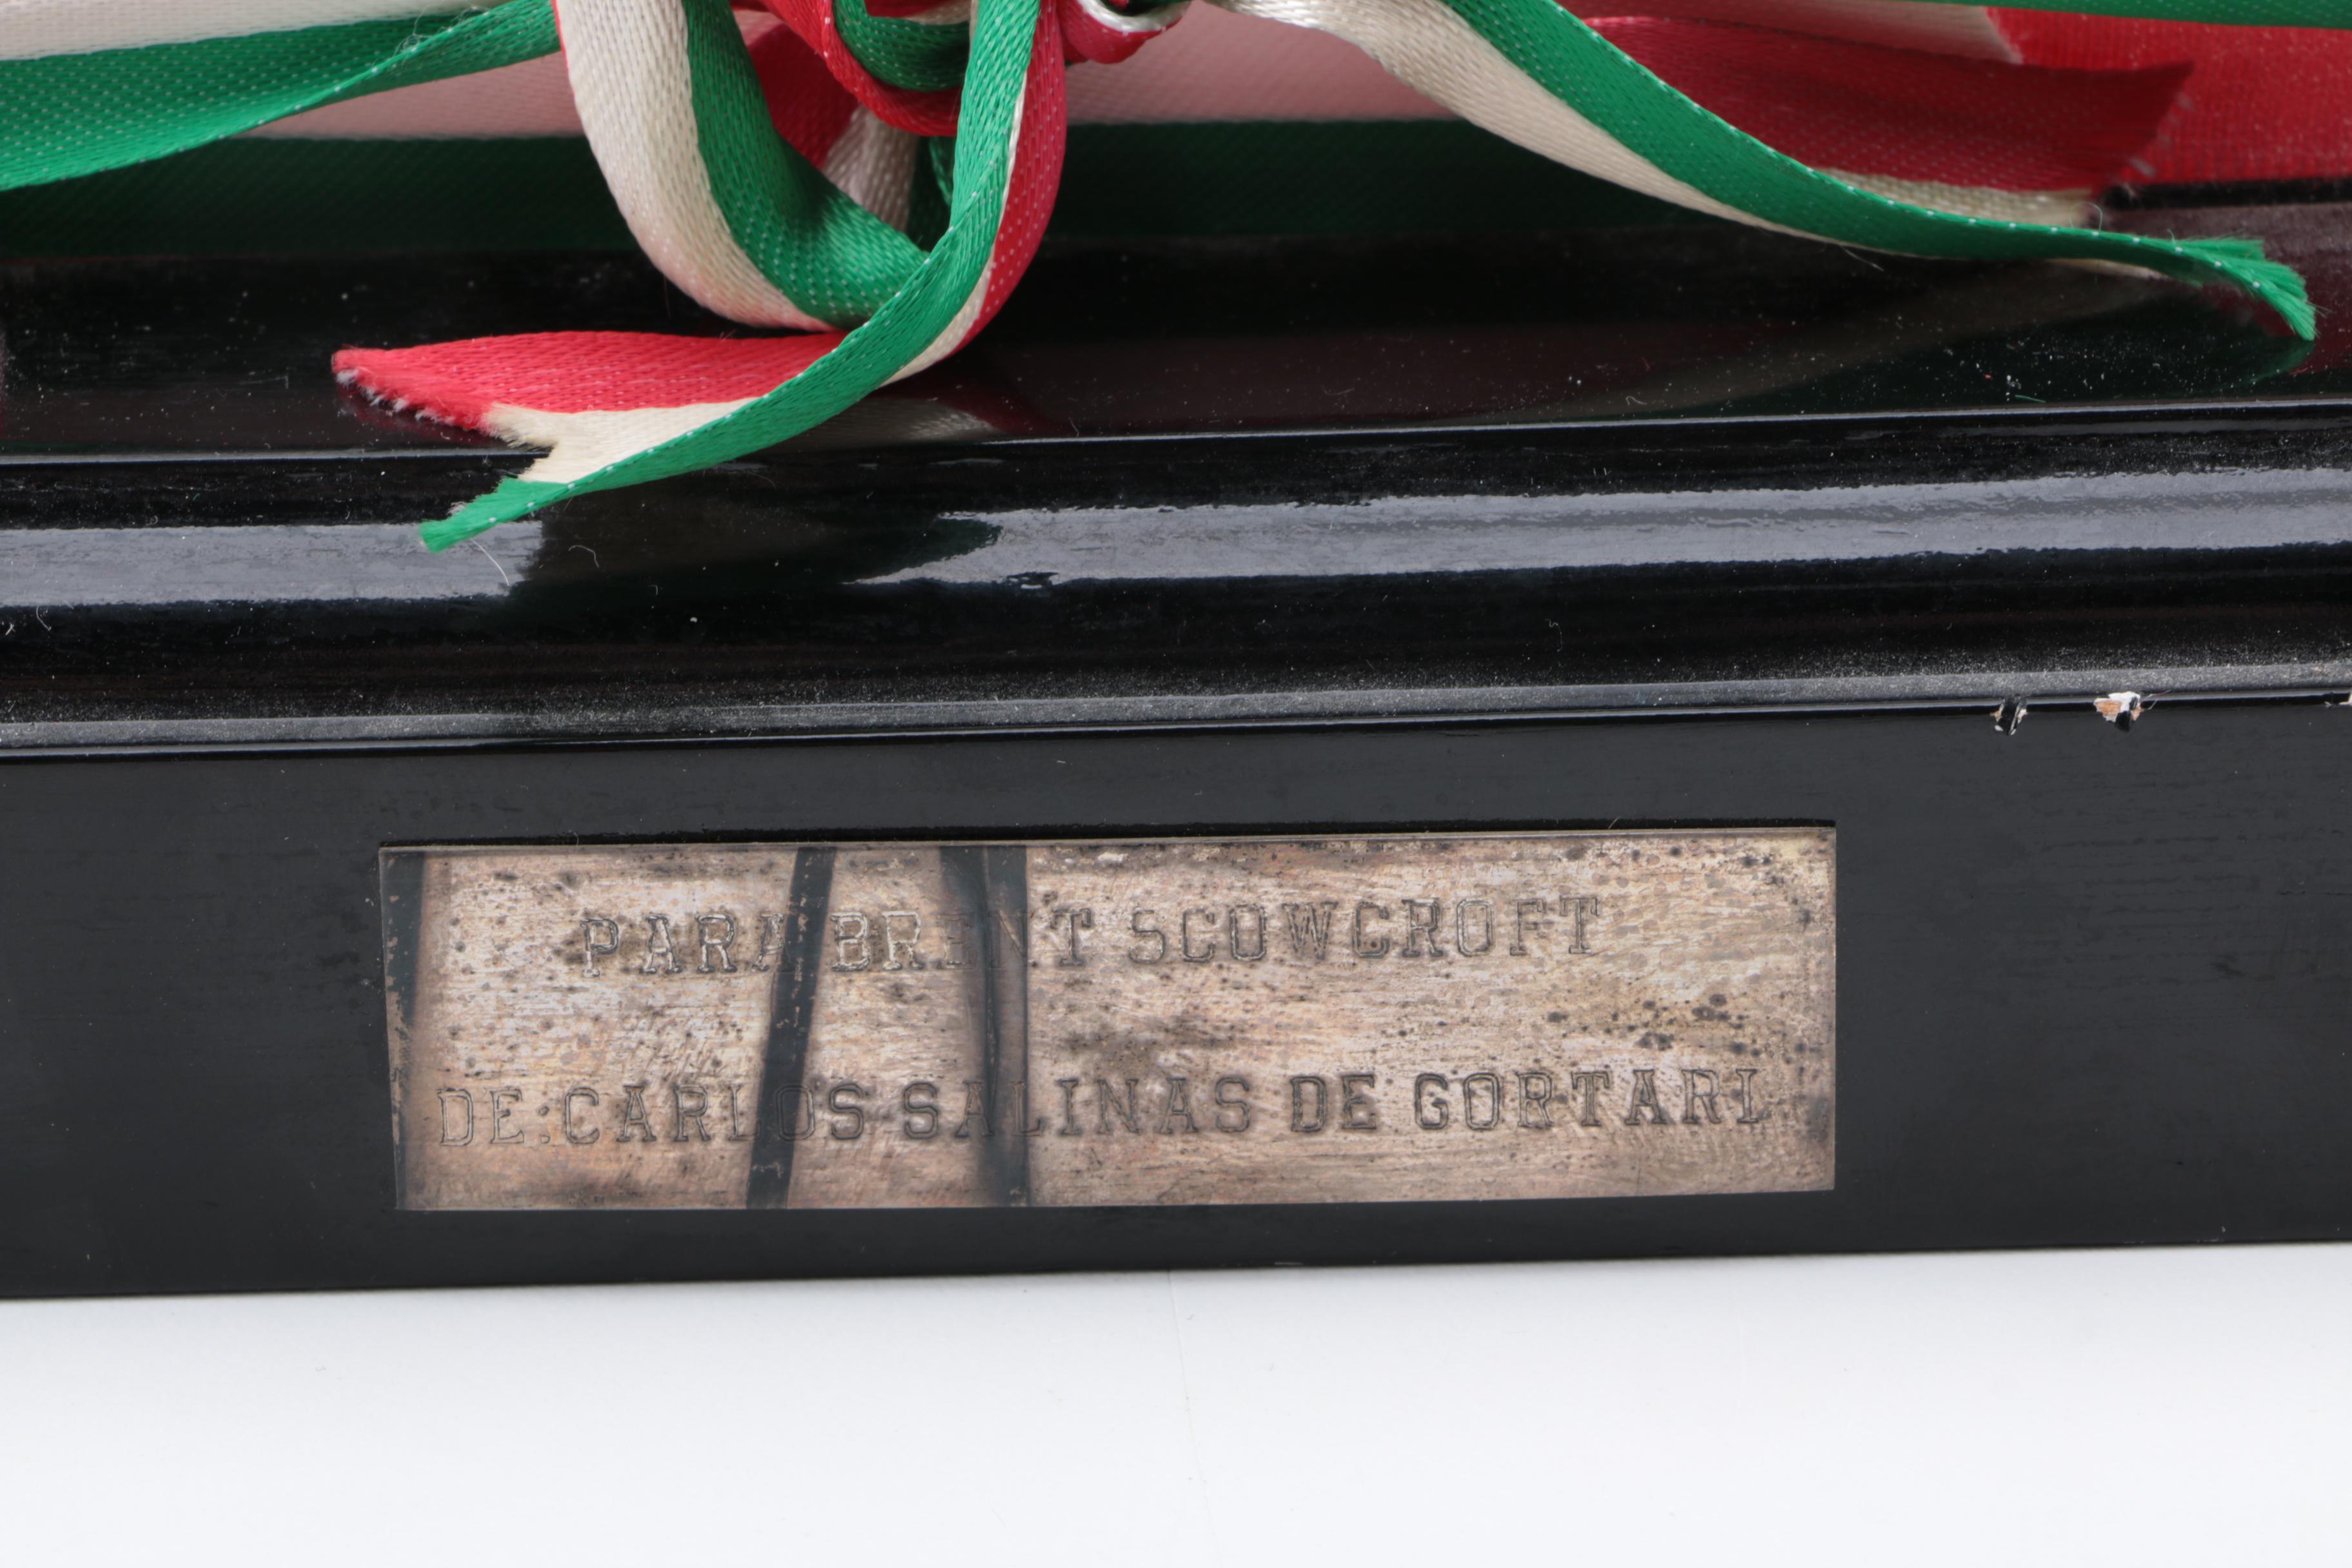 PARA BRENT SCOWCROFT
DE:CARLOS SALINAS DE GORTARI